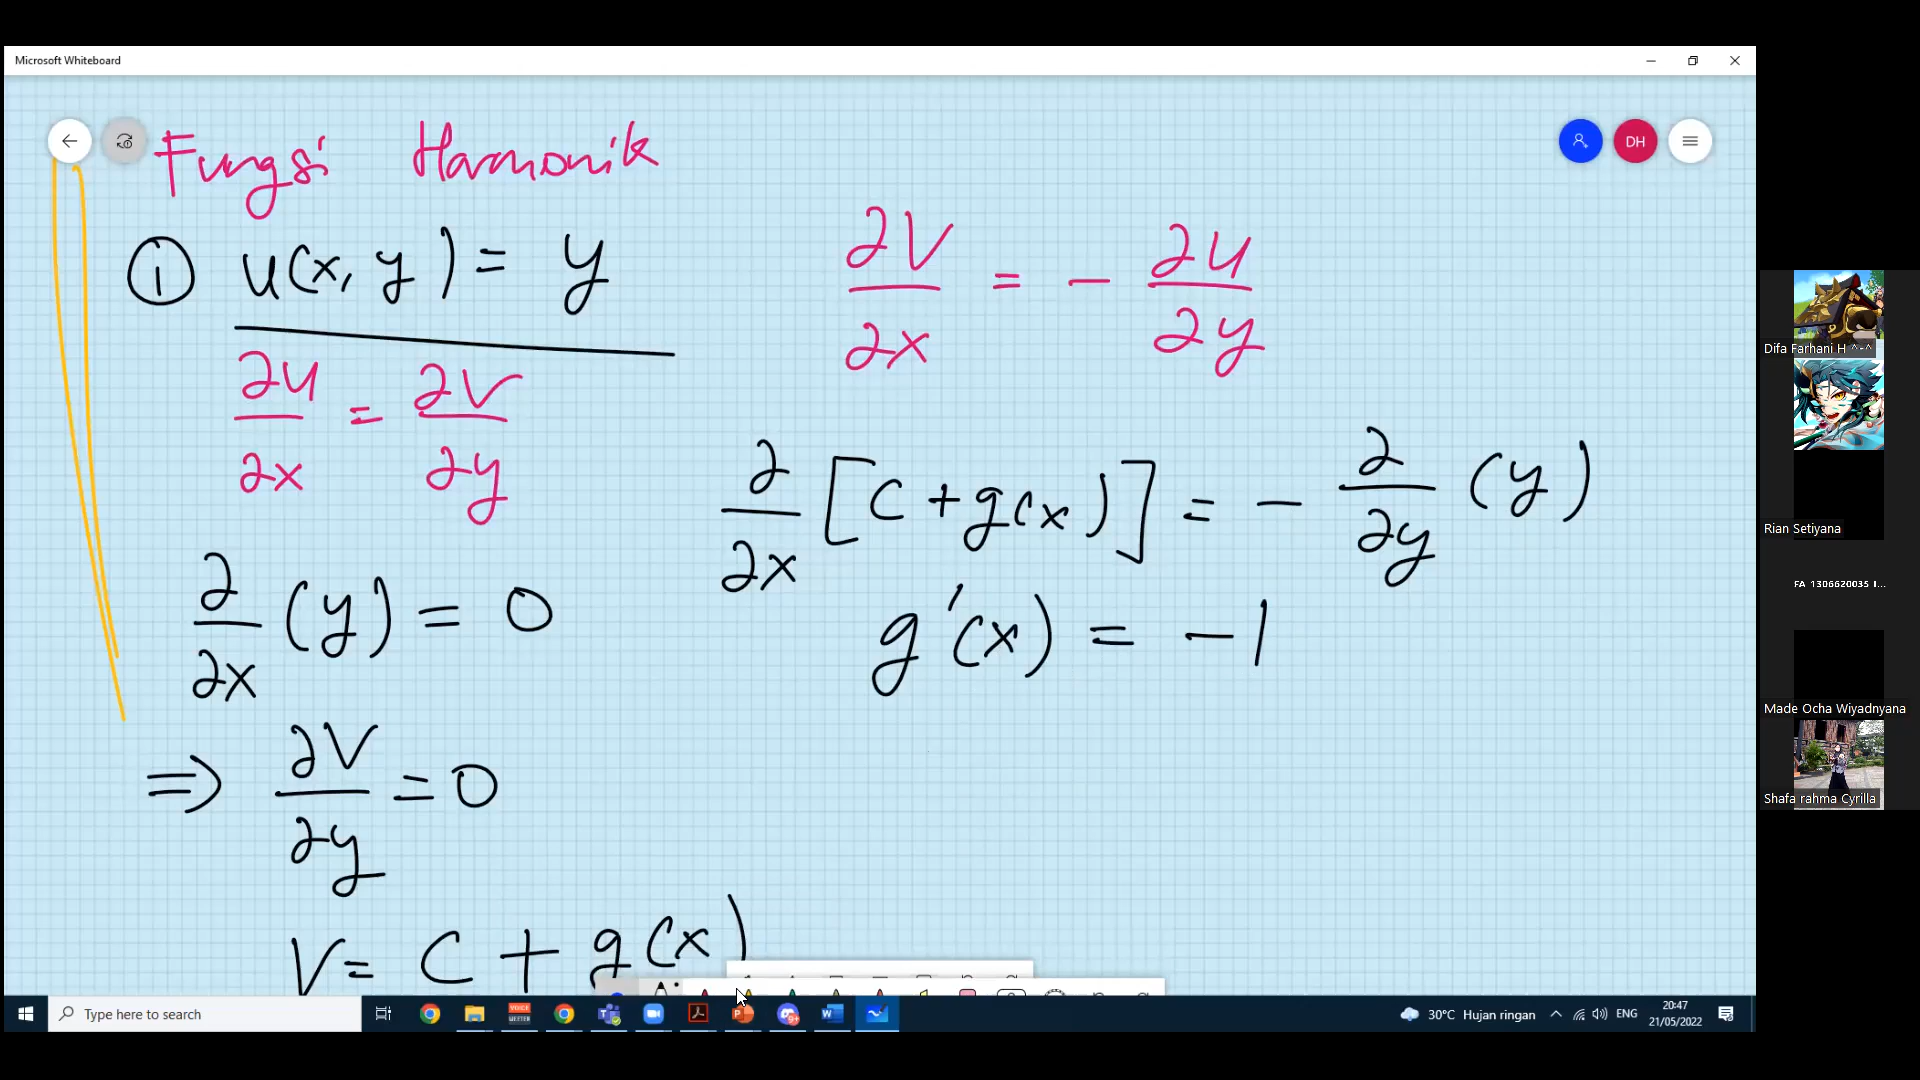 Microsoft Whiteboard
Fungsi Harmonik
DH
① u(x,y) = y
∂u/∂x = ∂v/∂y
∂/∂x (y) = 0
⇒ ∂v/∂y = 0
v = c + g(x)
∂v/∂x = - ∂u/∂y
∂/∂x [c + g(x)] = - ∂/∂y (y)
g'(x) = -1
Difa Farhani H ^-^
Rian Setiyana
FA_1306620035_I...
Made Ocha Wiyadnyana
Shafa rahma Cyrilla
Type here to search
30°C Hujan ringan
ENG
20:47
21/05/2022